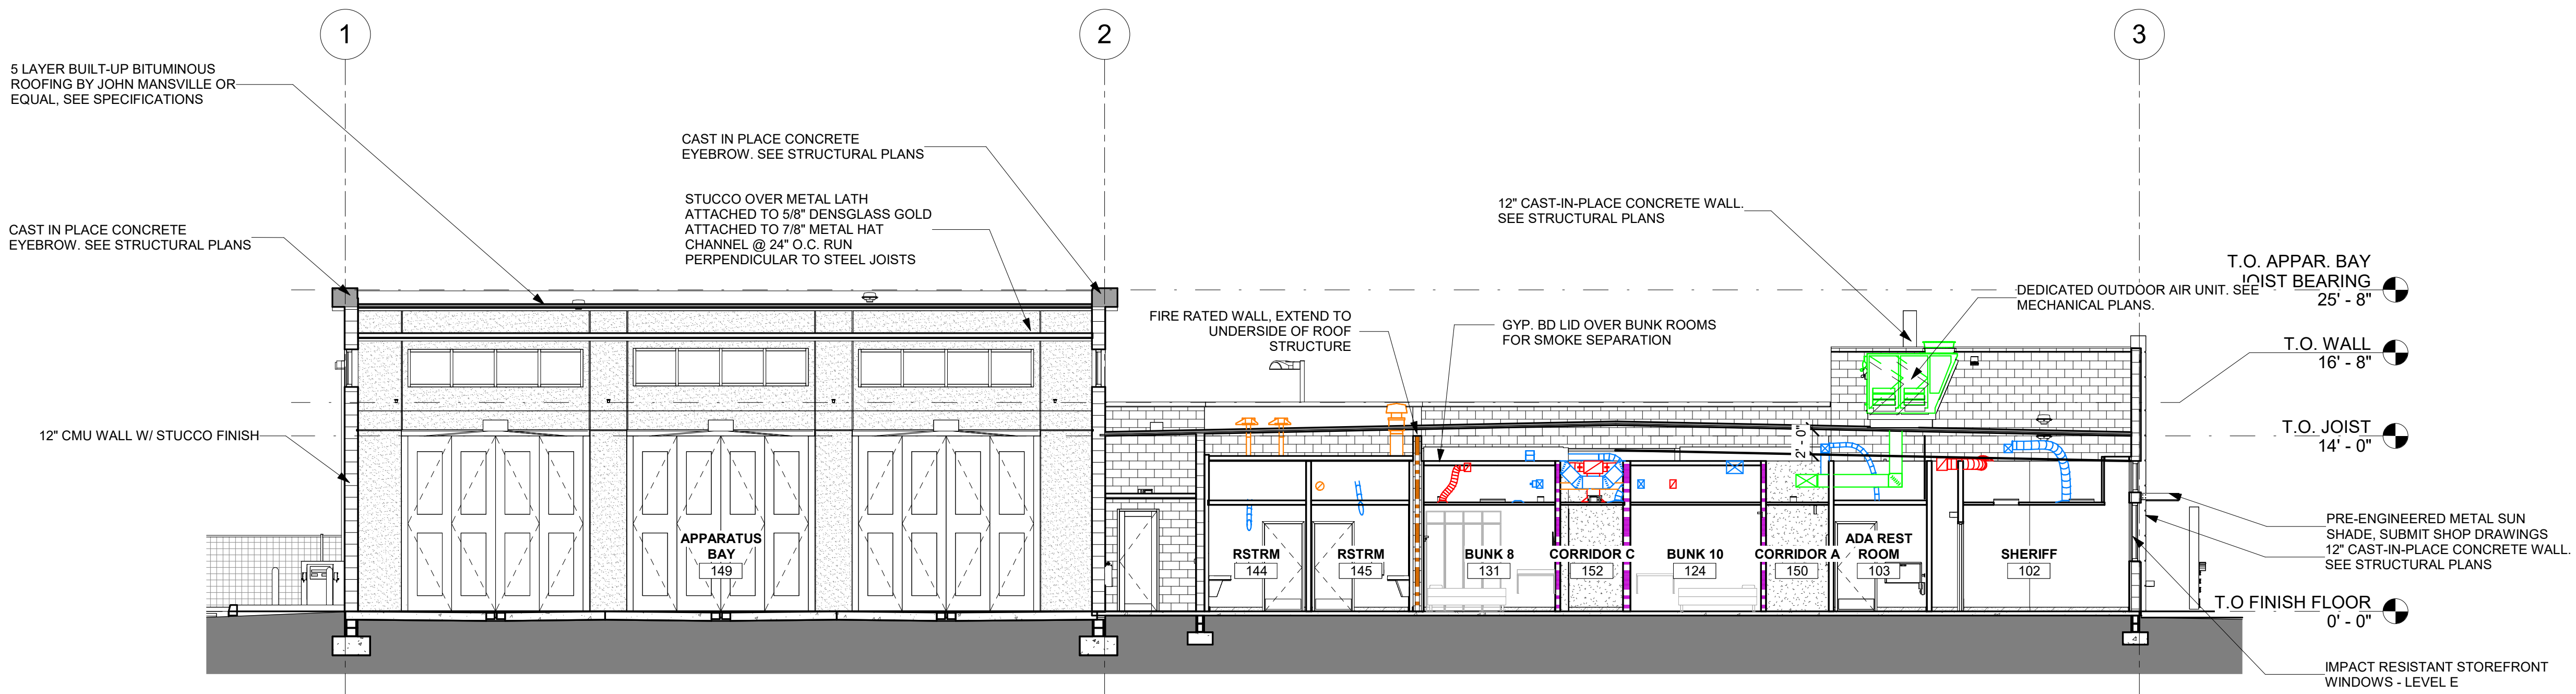 1
2
3
5 LAYER BUILT-UP BITUMINOUS
ROOFING BY JOHN MANSVILLE OR
EQUAL, SEE SPECIFICATIONS
CAST IN PLACE CONCRETE
EYEBROW. SEE STRUCTURAL PLANS
STUCCO OVER METAL LATH
ATTACHED TO 5/8" DENSGLASS GOLD
ATTACHED TO 7/8" METAL HAT
CHANNEL @ 24" O.C. RUN
PERPENDICULAR TO STEEL JOISTS
CAST IN PLACE CONCRETE
EYEBROW. SEE STRUCTURAL PLANS
12" CAST-IN-PLACE CONCRETE WALL.
SEE STRUCTURAL PLANS
T.O. APPAR. BAY
JOIST BEARING
25' - 8"
DEDICATED OUTDOOR AIR UNIT. SEE
MECHANICAL PLANS.
FIRE RATED WALL, EXTEND TO
UNDERSIDE OF ROOF
STRUCTURE
GYP. BD LID OVER BUNK ROOMS
FOR SMOKE SEPARATION
T.O. WALL
16' - 8"
12" CMU WALL W/ STUCCO FINISH
2' - 0"
T.O. JOIST
14' - 0"
APPARATUS
BAY
149
RSTRM
144
RSTRM
145
BUNK 8
131
CORRIDOR C
152
BUNK 10
124
CORRIDOR A
150
ADA REST
ROOM
103
SHERIFF
102
PRE-ENGINEERED METAL SUN
SHADE, SUBMIT SHOP DRAWINGS
12" CAST-IN-PLACE CONCRETE WALL.
SEE STRUCTURAL PLANS
T.O FINISH FLOOR
0' - 0"
IMPACT RESISTANT STOREFRONT
WINDOWS - LEVEL E